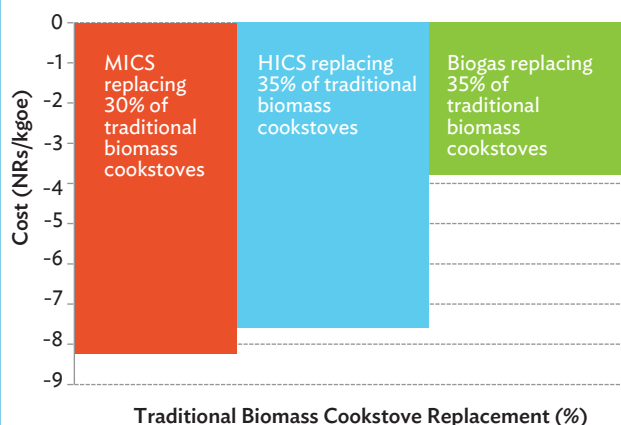 0
-1
-2
-3
-4
-5
-6
-7
-8
-9
Cost (NRs/kgoe)
MICS
replacing
30% of
traditional
biomass
cookstoves
HICS replacing
35% of traditional
biomass
cookstoves
Biogas replacing
35% of
traditional
biomass
cookstoves
Traditional Biomass Cookstove Replacement (%)